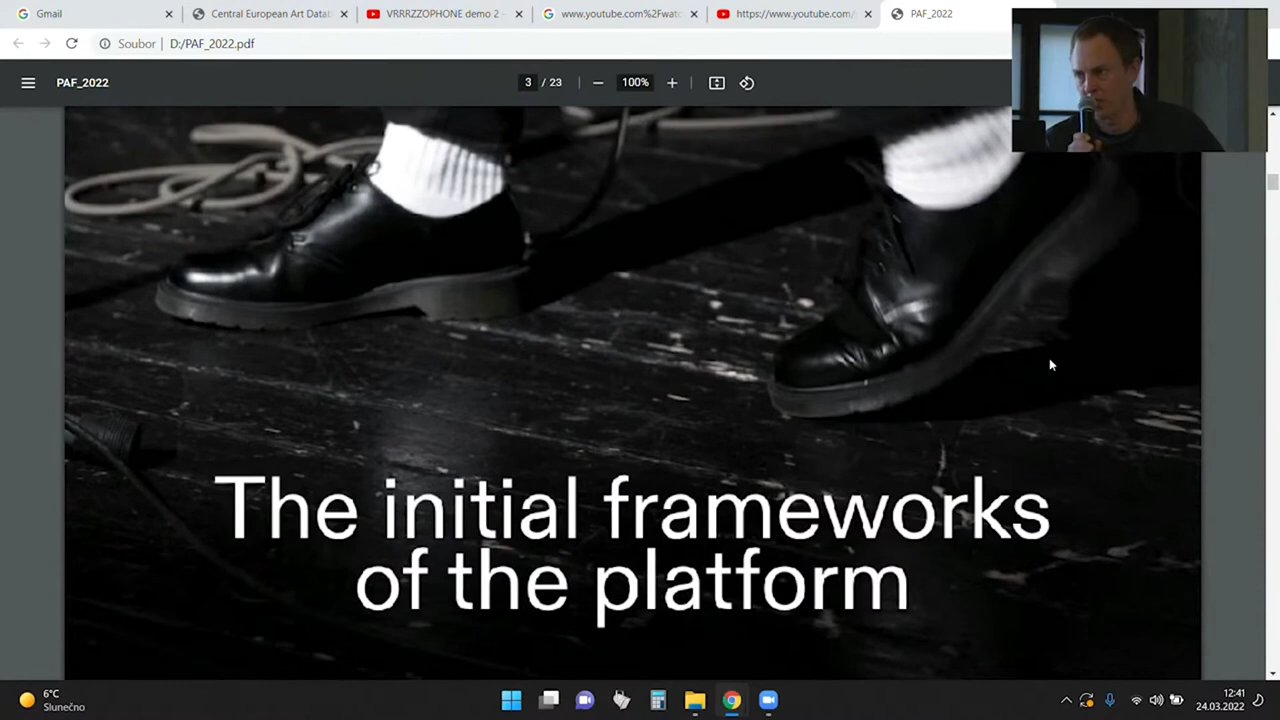 Gmail
Central European Art Datab
VRRRZZOPHONE demo 2 -
www.youtube.com%2Fwatc
https://www.youtube.com/
PAF_2022
Soubor | D:/PAF_2022.pdf
PAF_2022
3 / 23
100%
The initial frameworks
of the platform
6°C
Slunečno
12:41
24.03.2022